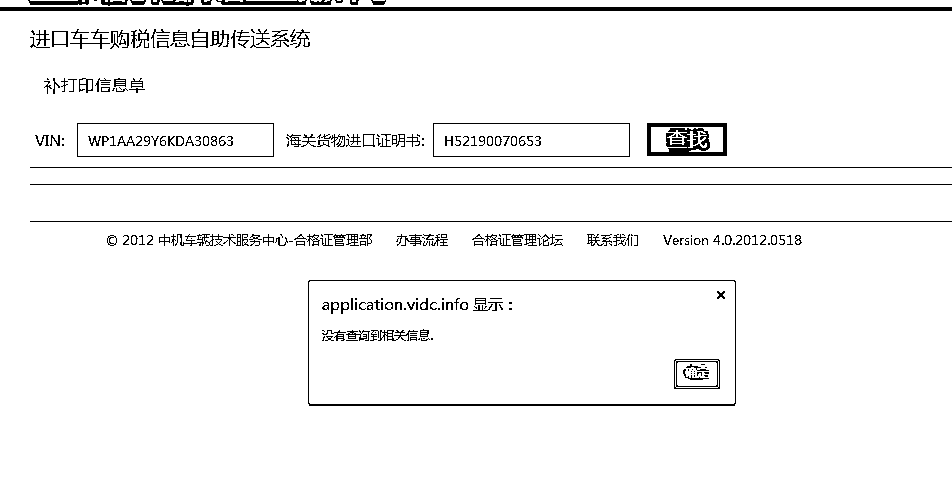 进口车车购税信息自助传送系统
补打印信息单
VIN: WP1AA29Y6KDA30863 海关货物进口证明书: H52190070653 查找
© 2012 中机车辆技术服务中心-合格证管理部 办事流程 合格证管理论坛 联系我们 Version 4.0.2012.0518
application.vidc.info 显示： ×
没有查询到相关信息.
确定